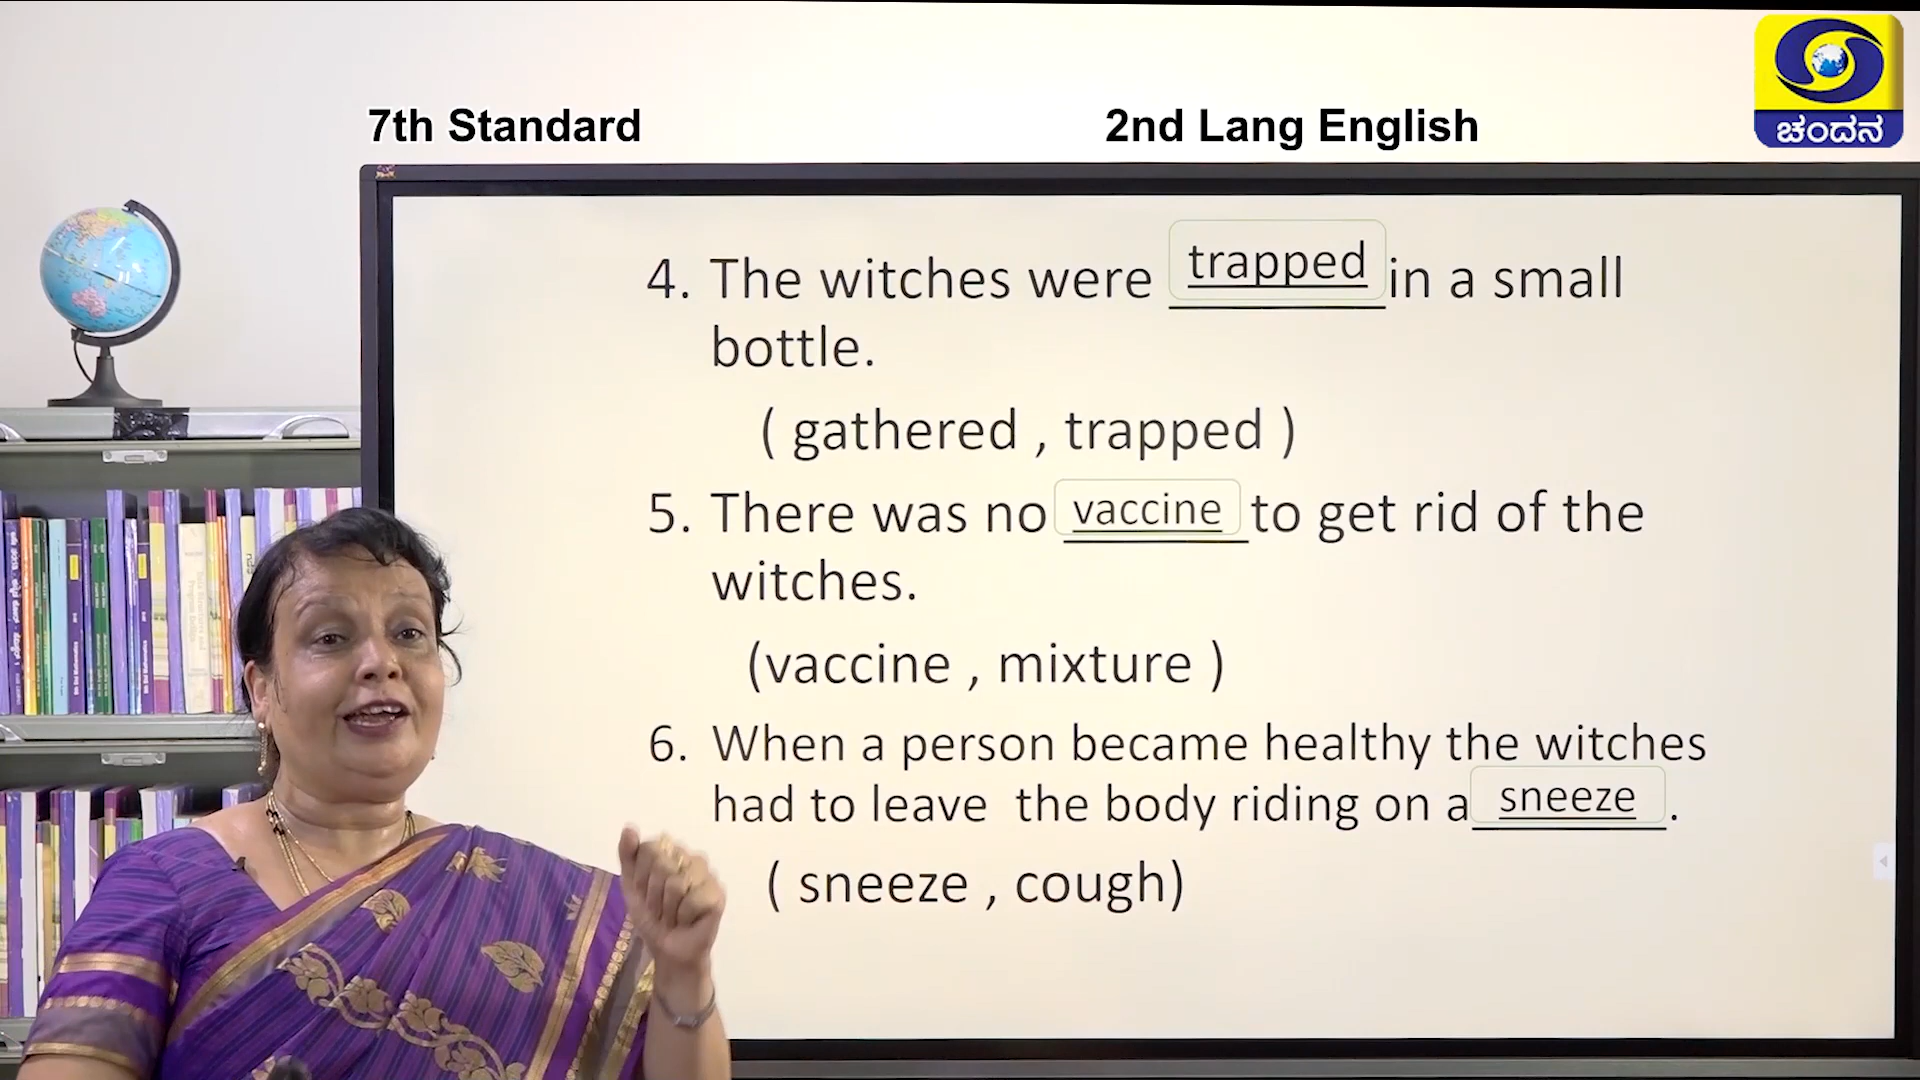 7th Standard 2nd Lang English
ಚಂದನ
4. The witches were trapped in a small
bottle.
( gathered , trapped )
5. There was no vaccine to get rid of the
witches.
(vaccine , mixture )
6. When a person became healthy the witches
had to leave the body riding on a sneeze.
( sneeze , cough)